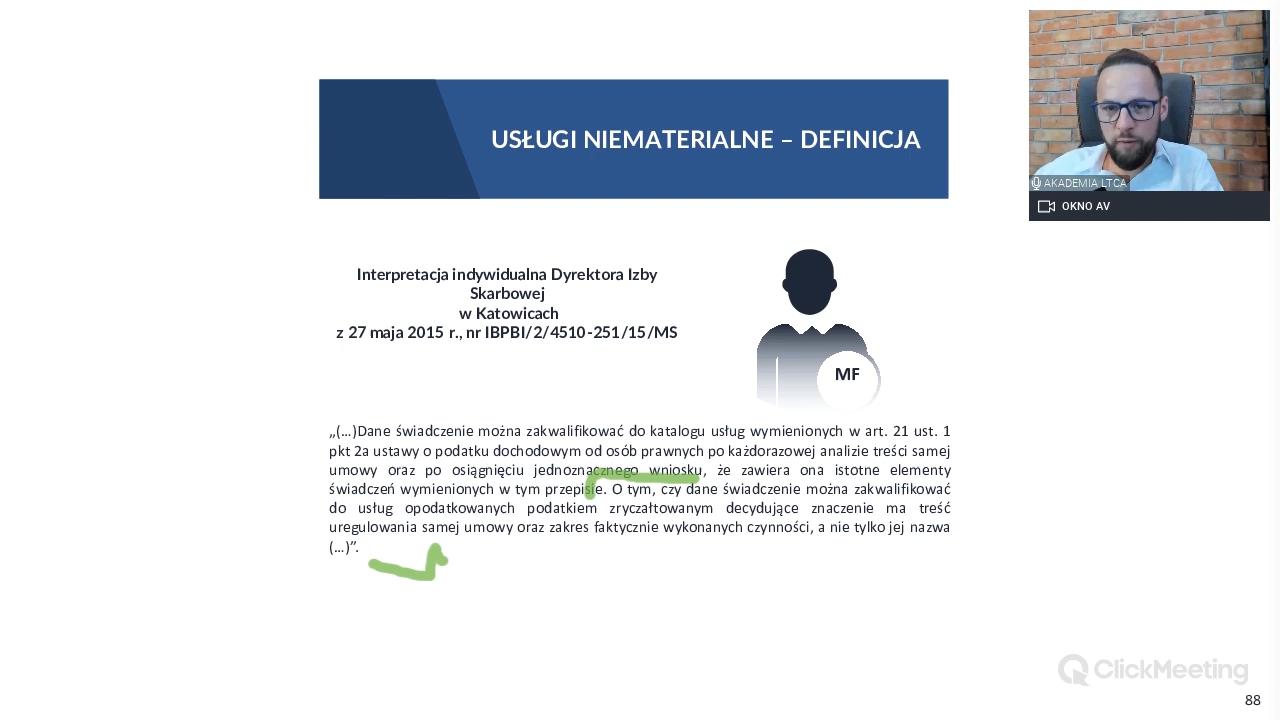 USŁUGI NIEMATERIALNE – DEFINICJA
AKADEMIA LTCA
OKNO AV
Interpretacja indywidualna Dyrektora Izby
Skarbowej
w Katowicach
z 27 maja 2015 r., nr IBPBI/2/4510-251/15/MS
MF
„(…)Dane świadczenie można zakwalifikować do katalogu usług wymienionych w art. 21 ust. 1
pkt 2a ustawy o podatku dochodowym od osób prawnych po każdorazowej analizie treści samej
umowy oraz po osiągnięciu jednoznacznego wniosku, że zawiera ona istotne elementy
świadczeń wymienionych w tym przepisie. O tym, czy dane świadczenie można zakwalifikować
do usług opodatkowanych podatkiem zryczałtowanym decydujące znaczenie ma treść
uregulowania samej umowy oraz zakres faktycznie wykonanych czynności, a nie tylko jej nazwa
(…)”.
ClickMeeting
88